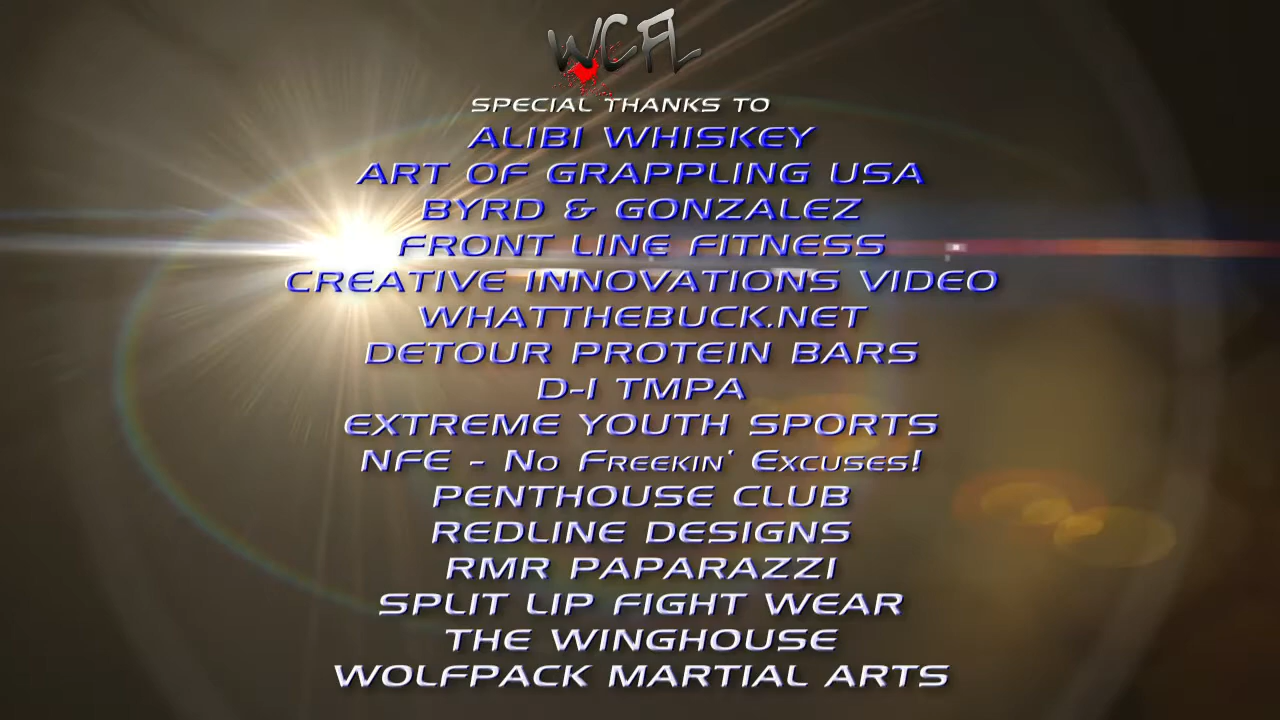 WCFL
SPECIAL THANKS TO
ALIBI WHISKEY
ART OF GRAPPLING USA
BYRD & GONZALEZ
FRONT LINE FITNESS
CREATIVE INNOVATIONS VIDEO
WHATTHEBUCK.NET
DETOUR PROTEIN BARS
D-I TMPA
EXTREME YOUTH SPORTS
NFE - No Freekin' Excuses!
PENTHOUSE CLUB
REDLINE DESIGNS
RMR PAPARAZZI
SPLIT LIP FIGHT WEAR
THE WINGHOUSE
WOLFPACK MARTIAL ARTS